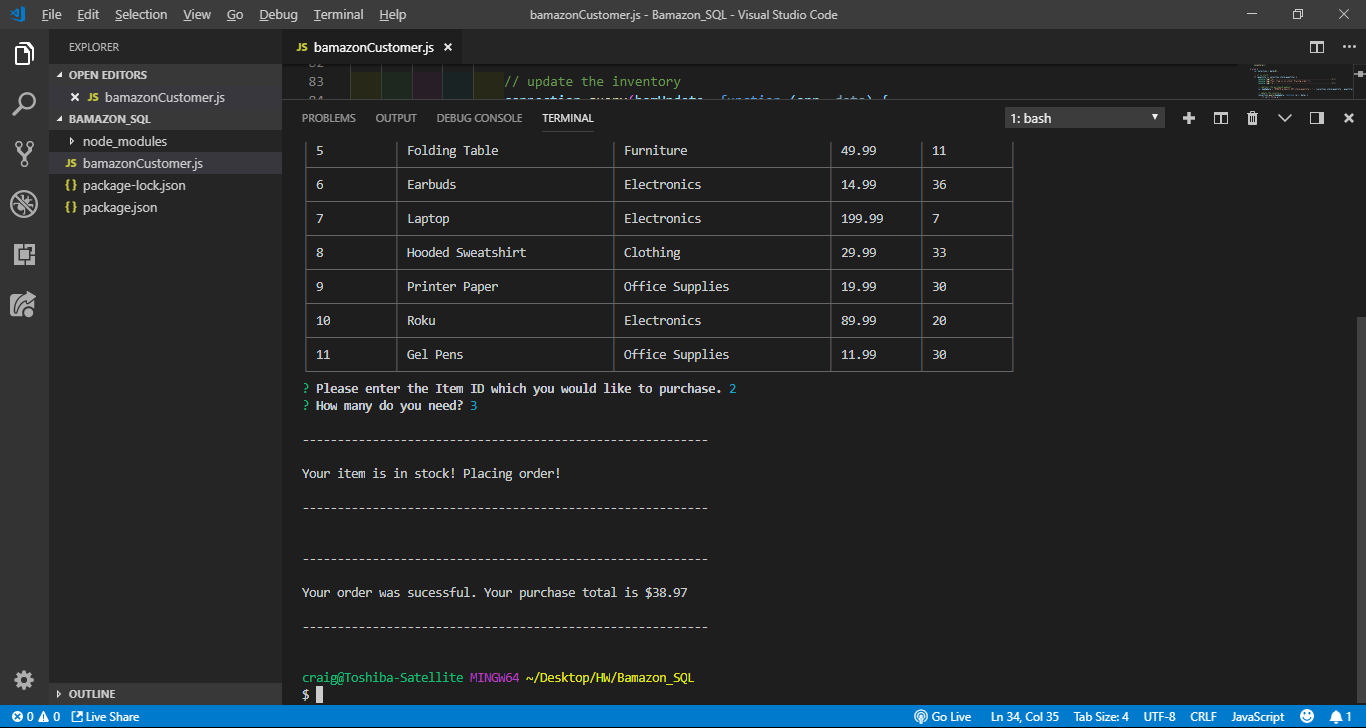 File Edit Selection View Go Debug Terminal Help bamazonCustomer.js - Bamazon_SQL - Visual Studio Code
EXPLORER
OPEN EDITORS
JS bamazonCustomer.js
BAMAZON_SQL
node_modules
JS bamazonCustomer.js
{} package-lock.json
{} package.json
OUTLINE
JS bamazonCustomer.js
83 // update the inventory
PROBLEMS OUTPUT DEBUG CONSOLE TERMINAL 1: bash
5 Folding Table Furniture 49.99 11
6 Earbuds Electronics 14.99 36
7 Laptop Electronics 199.99 7
8 Hooded Sweatshirt Clothing 29.99 33
9 Printer Paper Office Supplies 19.99 30
10 Roku Electronics 89.99 20
11 Gel Pens Office Supplies 11.99 30
? Please enter the Item ID which you would like to purchase. 2
? How many do you need? 3
----------------------------------------------------------
Your item is in stock! Placing order!
----------------------------------------------------------
----------------------------------------------------------
Your order was sucessful. Your purchase total is $38.97
----------------------------------------------------------
craig@Toshiba-Satellite MINGW64 ~/Desktop/HW/Bamazon_SQL
$
0 0 Live Share Go Live Ln 34, Col 35 Tab Size: 4 UTF-8 CRLF JavaScript 1